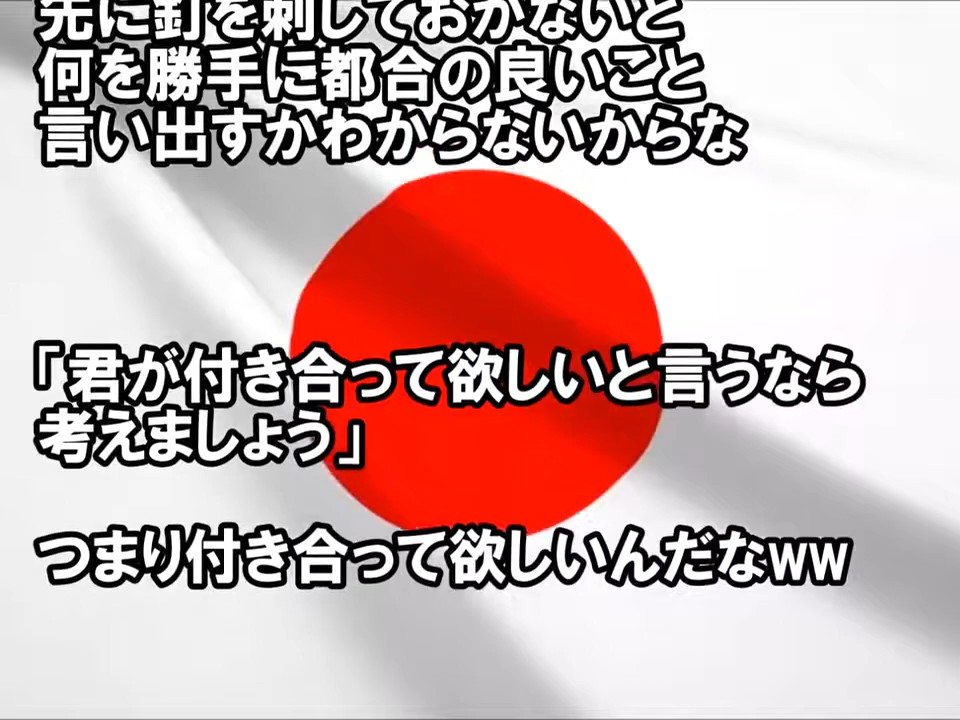 先に釘を刺しておかないと
何を勝手に都合の良いこと
言い出すかわからないからな
「君が付き合って欲しいと言うなら
考えましょう」
つまり付き合って欲しいんだなww